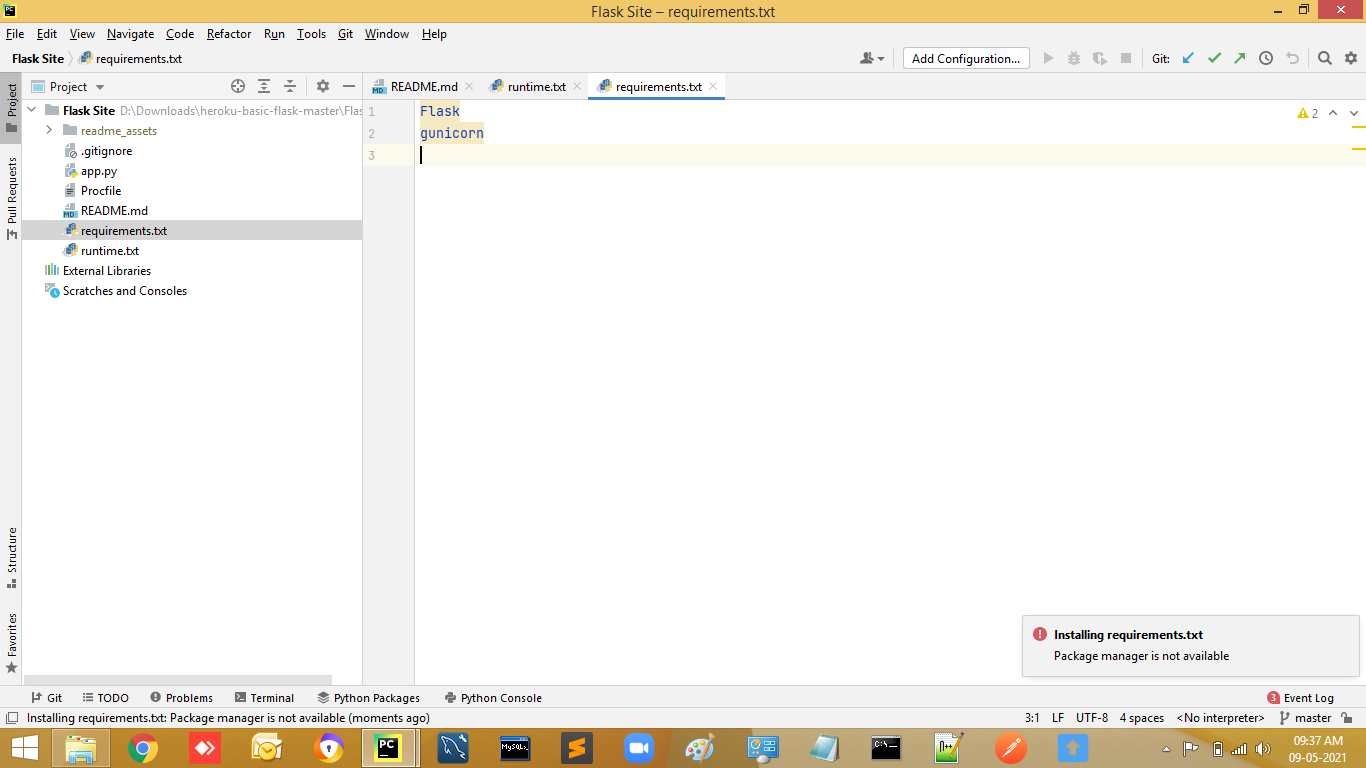 Flask Site – requirements.txt
File Edit View Navigate Code Refactor Run Tools Git Window Help
Flask Site requirements.txt Add Configuration... Git:
Project
README.md runtime.txt requirements.txt
Project
Pull Requests
Structure
Favorites
Flask Site D:\Downloads\heroku-basic-flask-master\Flas
readme_assets
.gitignore
app.py
Procfile
README.md
requirements.txt
runtime.txt
External Libraries
Scratches and Consoles
1 Flask
2 gunicorn
3
2
Installing requirements.txt
Package manager is not available
Git TODO Problems Terminal Python Packages Python Console 3 Event Log
Installing requirements.txt: Package manager is not available (moments ago) 3:1 LF UTF-8 4 spaces <No interpreter> master
09:37 AM
09-05-2021